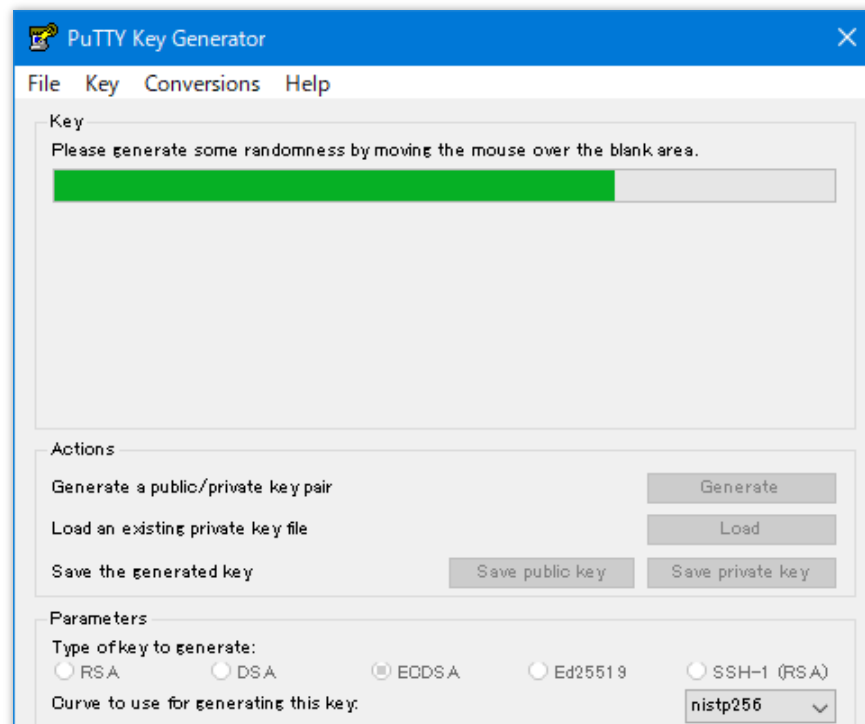 PuTTY Key Generator
File Key Conversions Help
Key
Please generate some randomness by moving the mouse over the blank area.
Actions
Generate a public/private key pair
Generate
Load an existing private key file
Load
Save the generated key
Save public key
Save private key
Parameters
Type of key to generate:
RSA DSA ECDSA Ed25519 SSH-1 (RSA)
Curve to use for generating this key:
nistp256